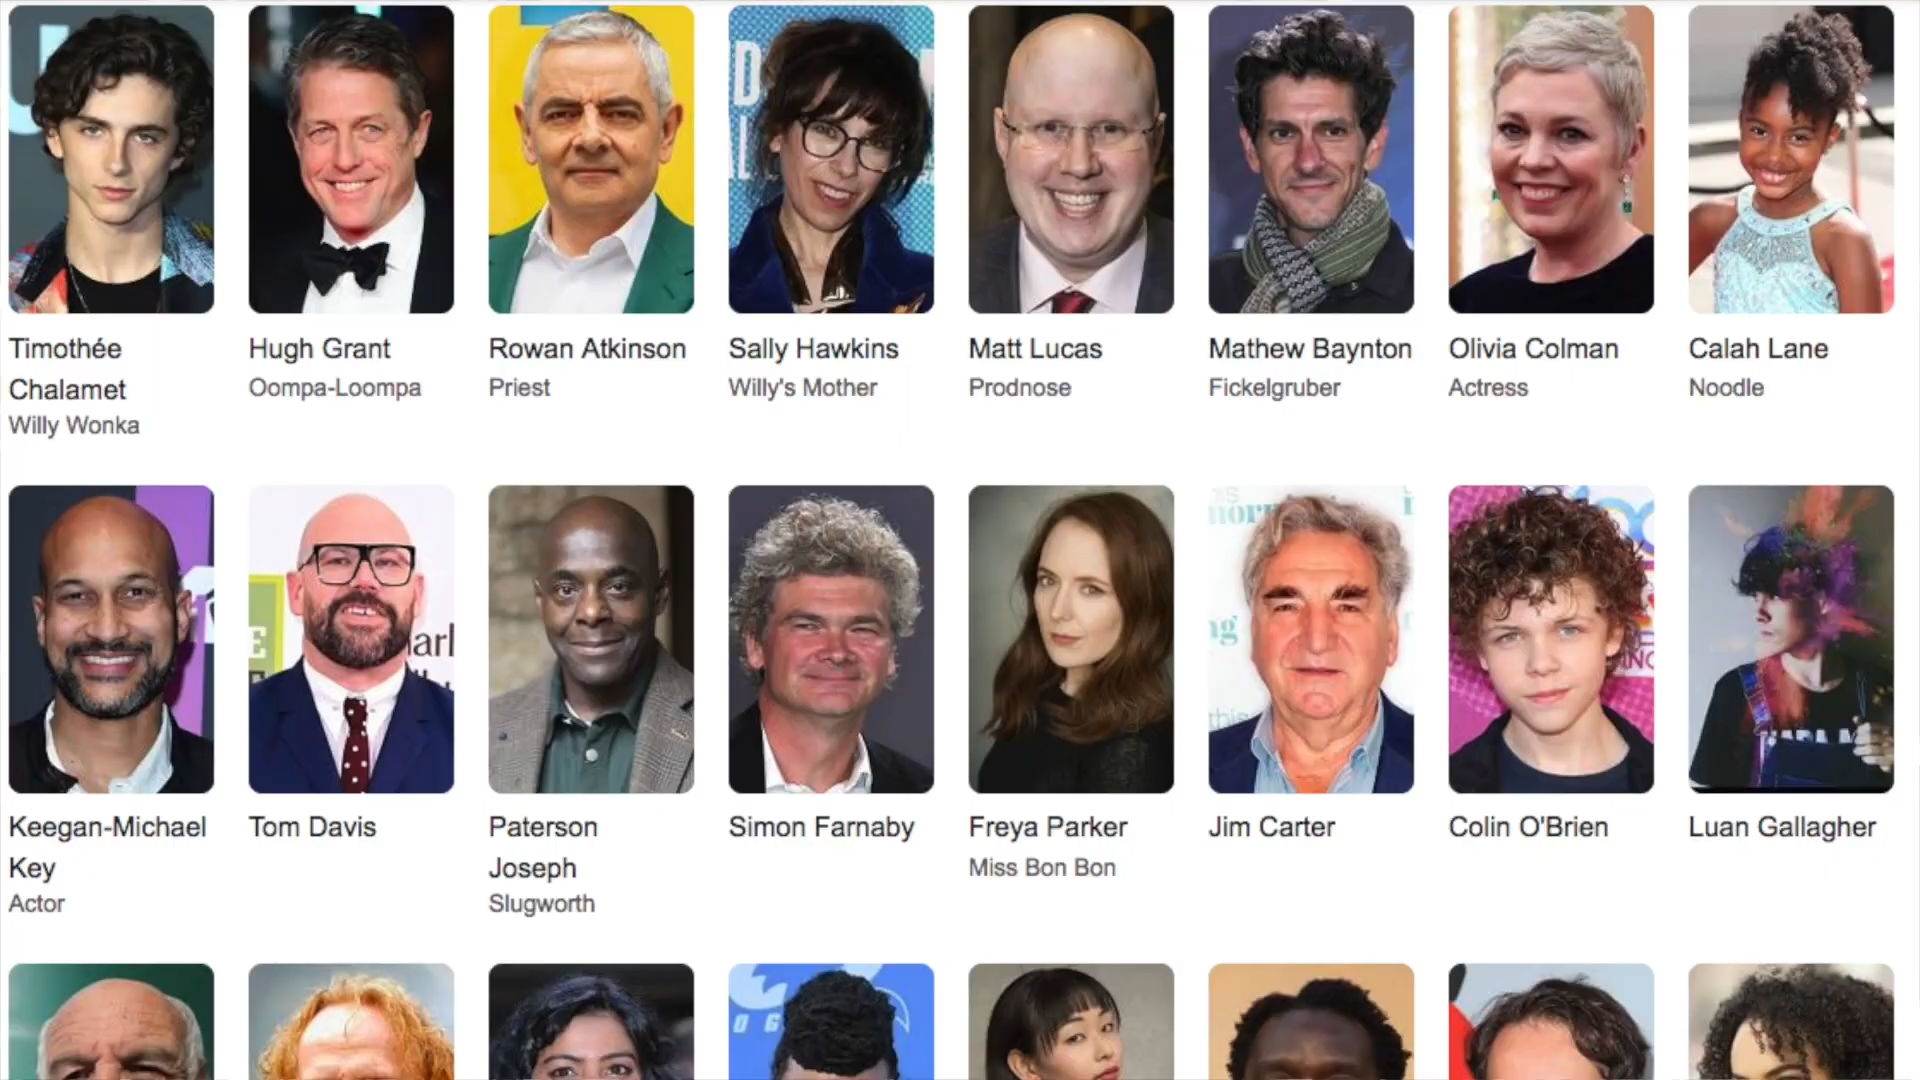 Timothée
Chalamet
Willy Wonka
Hugh Grant
Oompa-Loompa
Rowan Atkinson
Priest
Sally Hawkins
Willy's Mother
Matt Lucas
Prodnose
Mathew Baynton
Fickelgruber
Olivia Colman
Actress
Calah Lane
Noodle
Keegan-Michael
Key
Actor
Tom Davis
Paterson
Joseph
Slugworth
Simon Farnaby
Freya Parker
Miss Bon Bon
Jim Carter
Colin O'Brien
Luan Gallagher